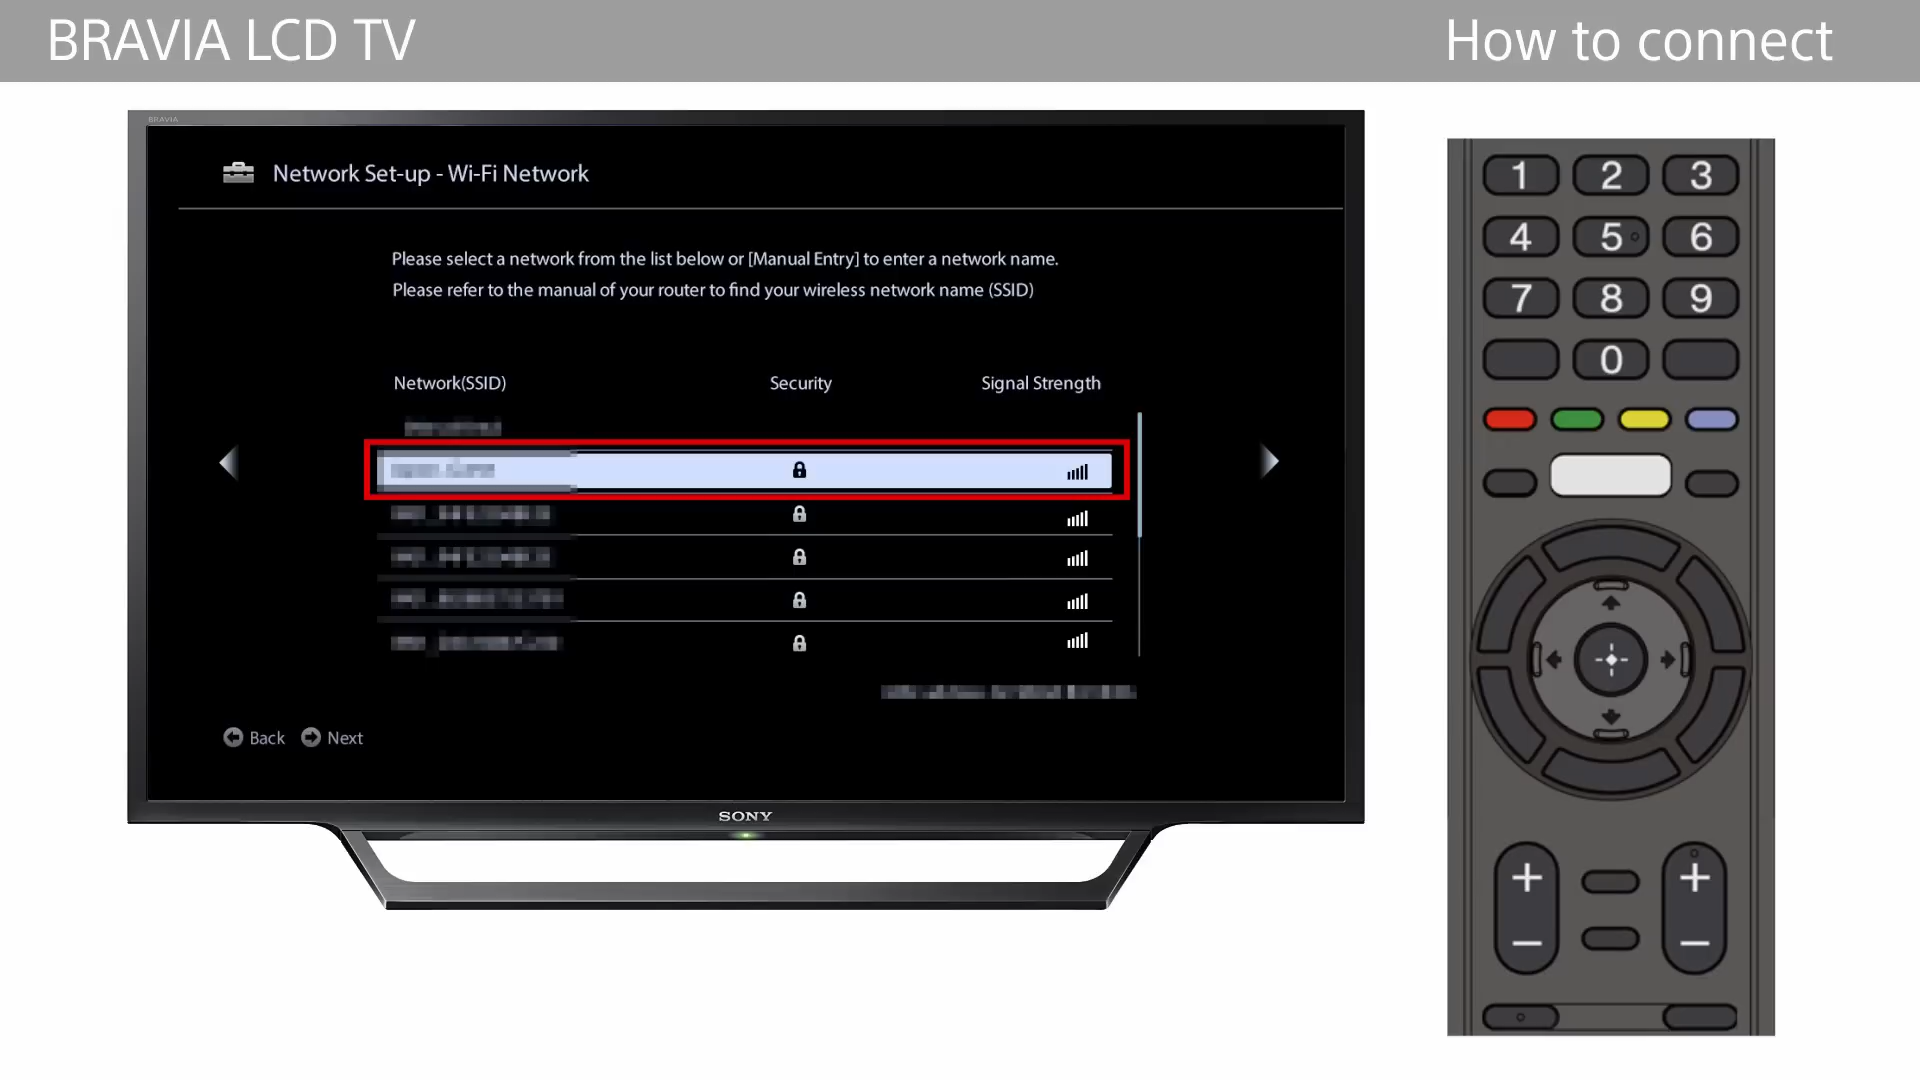 BRAVIA LCD TV
How to connect
BRAVIA
Network Set-up - Wi-Fi Network
Please select a network from the list below or [Manual Entry] to enter a network name.
Please refer to the manual of your router to find your wireless network name (SSID)
Network(SSID) Security Signal Strength
Back Next
SONY
1 2 3
4 5 6
7 8 9
0
+ +
− −